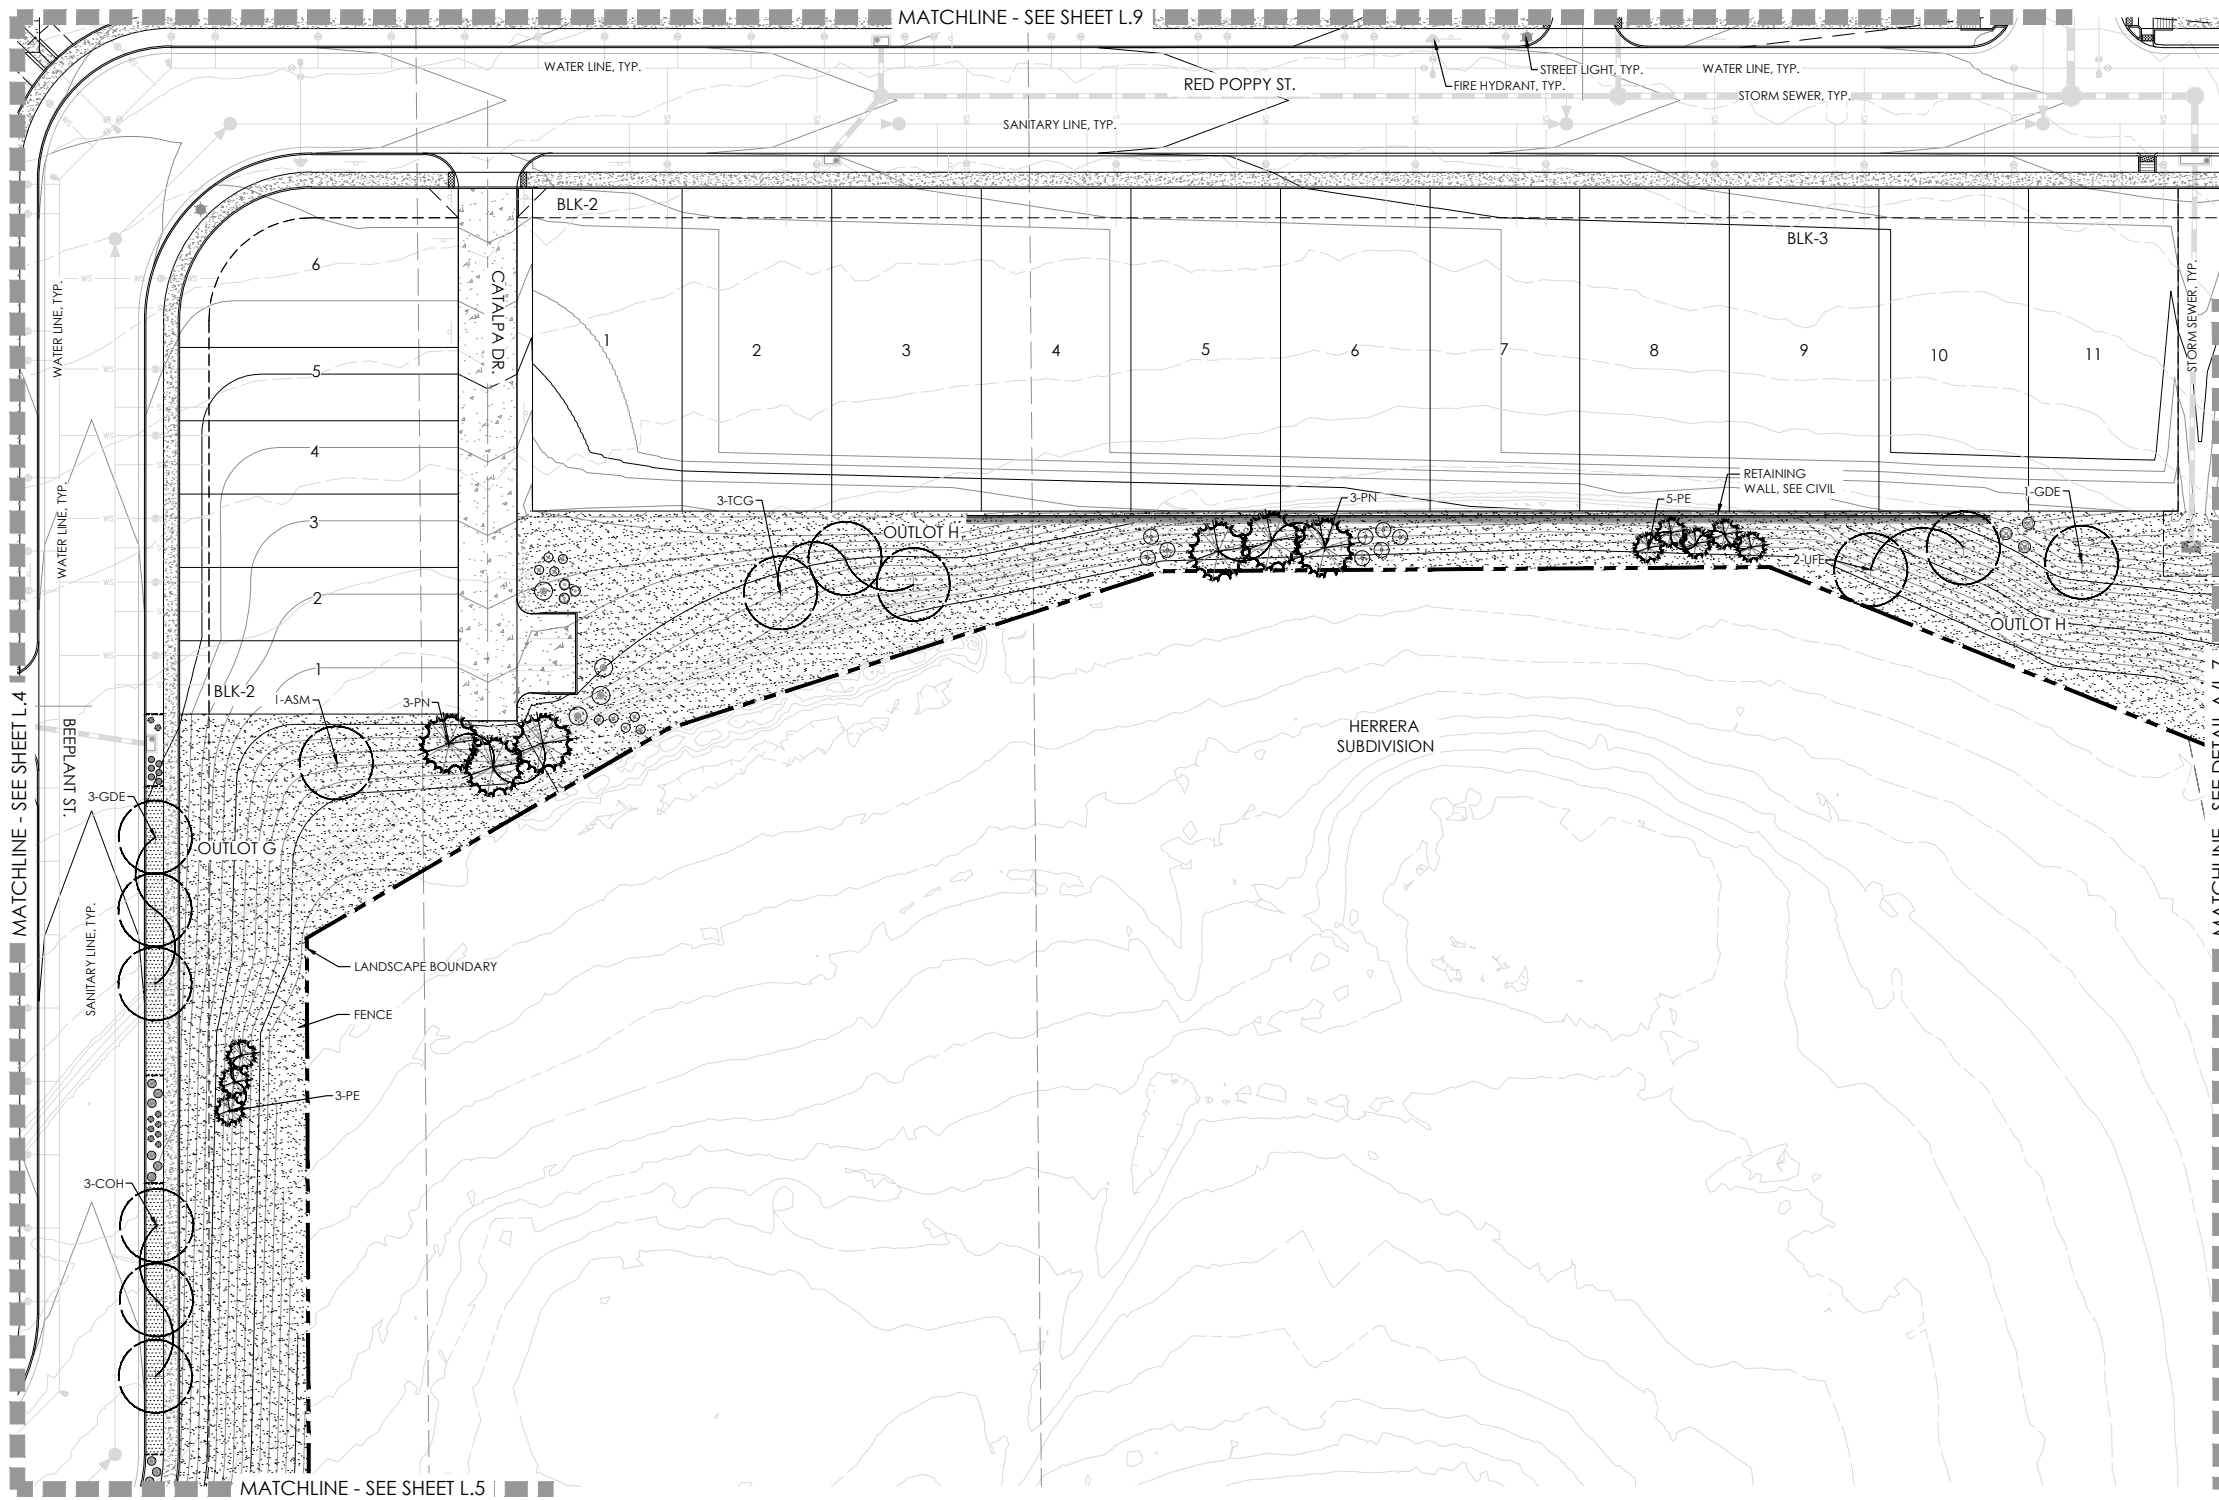 MATCHLINE - SEE SHEET L.9
WATER LINE, TYP.
RED POPPY ST.
STREET LIGHT, TYP.
FIRE HYDRANT, TYP.
WATER LINE, TYP.
STORM SEWER, TYP.
SANITARY LINE, TYP.
BLK-2
BLK-3
6
5
4
3
2
1
CATALPA DR.
1
2
3
4
5
6
7
8
9
10
11
WATER LINE, TYP.
WATER LINE, TYP.
STORM SEWER, TYP.
3-TCG
OUTLOT H
3-PN
5-PE
RETAINING
WALL, SEE CIVIL
1-GDE
2-UFE
OUTLOT H
BLK-2
1-ASM
3-PN
HERRERA
SUBDIVISION
MATCHLINE - SEE SHEET L.4
BEEPLANT ST.
3-GDE
OUTLOT G
SANITARY LINE, TYP.
LANDSCAPE BOUNDARY
FENCE
3-PE
3-COH
MATCHLINE - SEE DETAIL A/L.7
MATCHLINE - SEE SHEET L.5